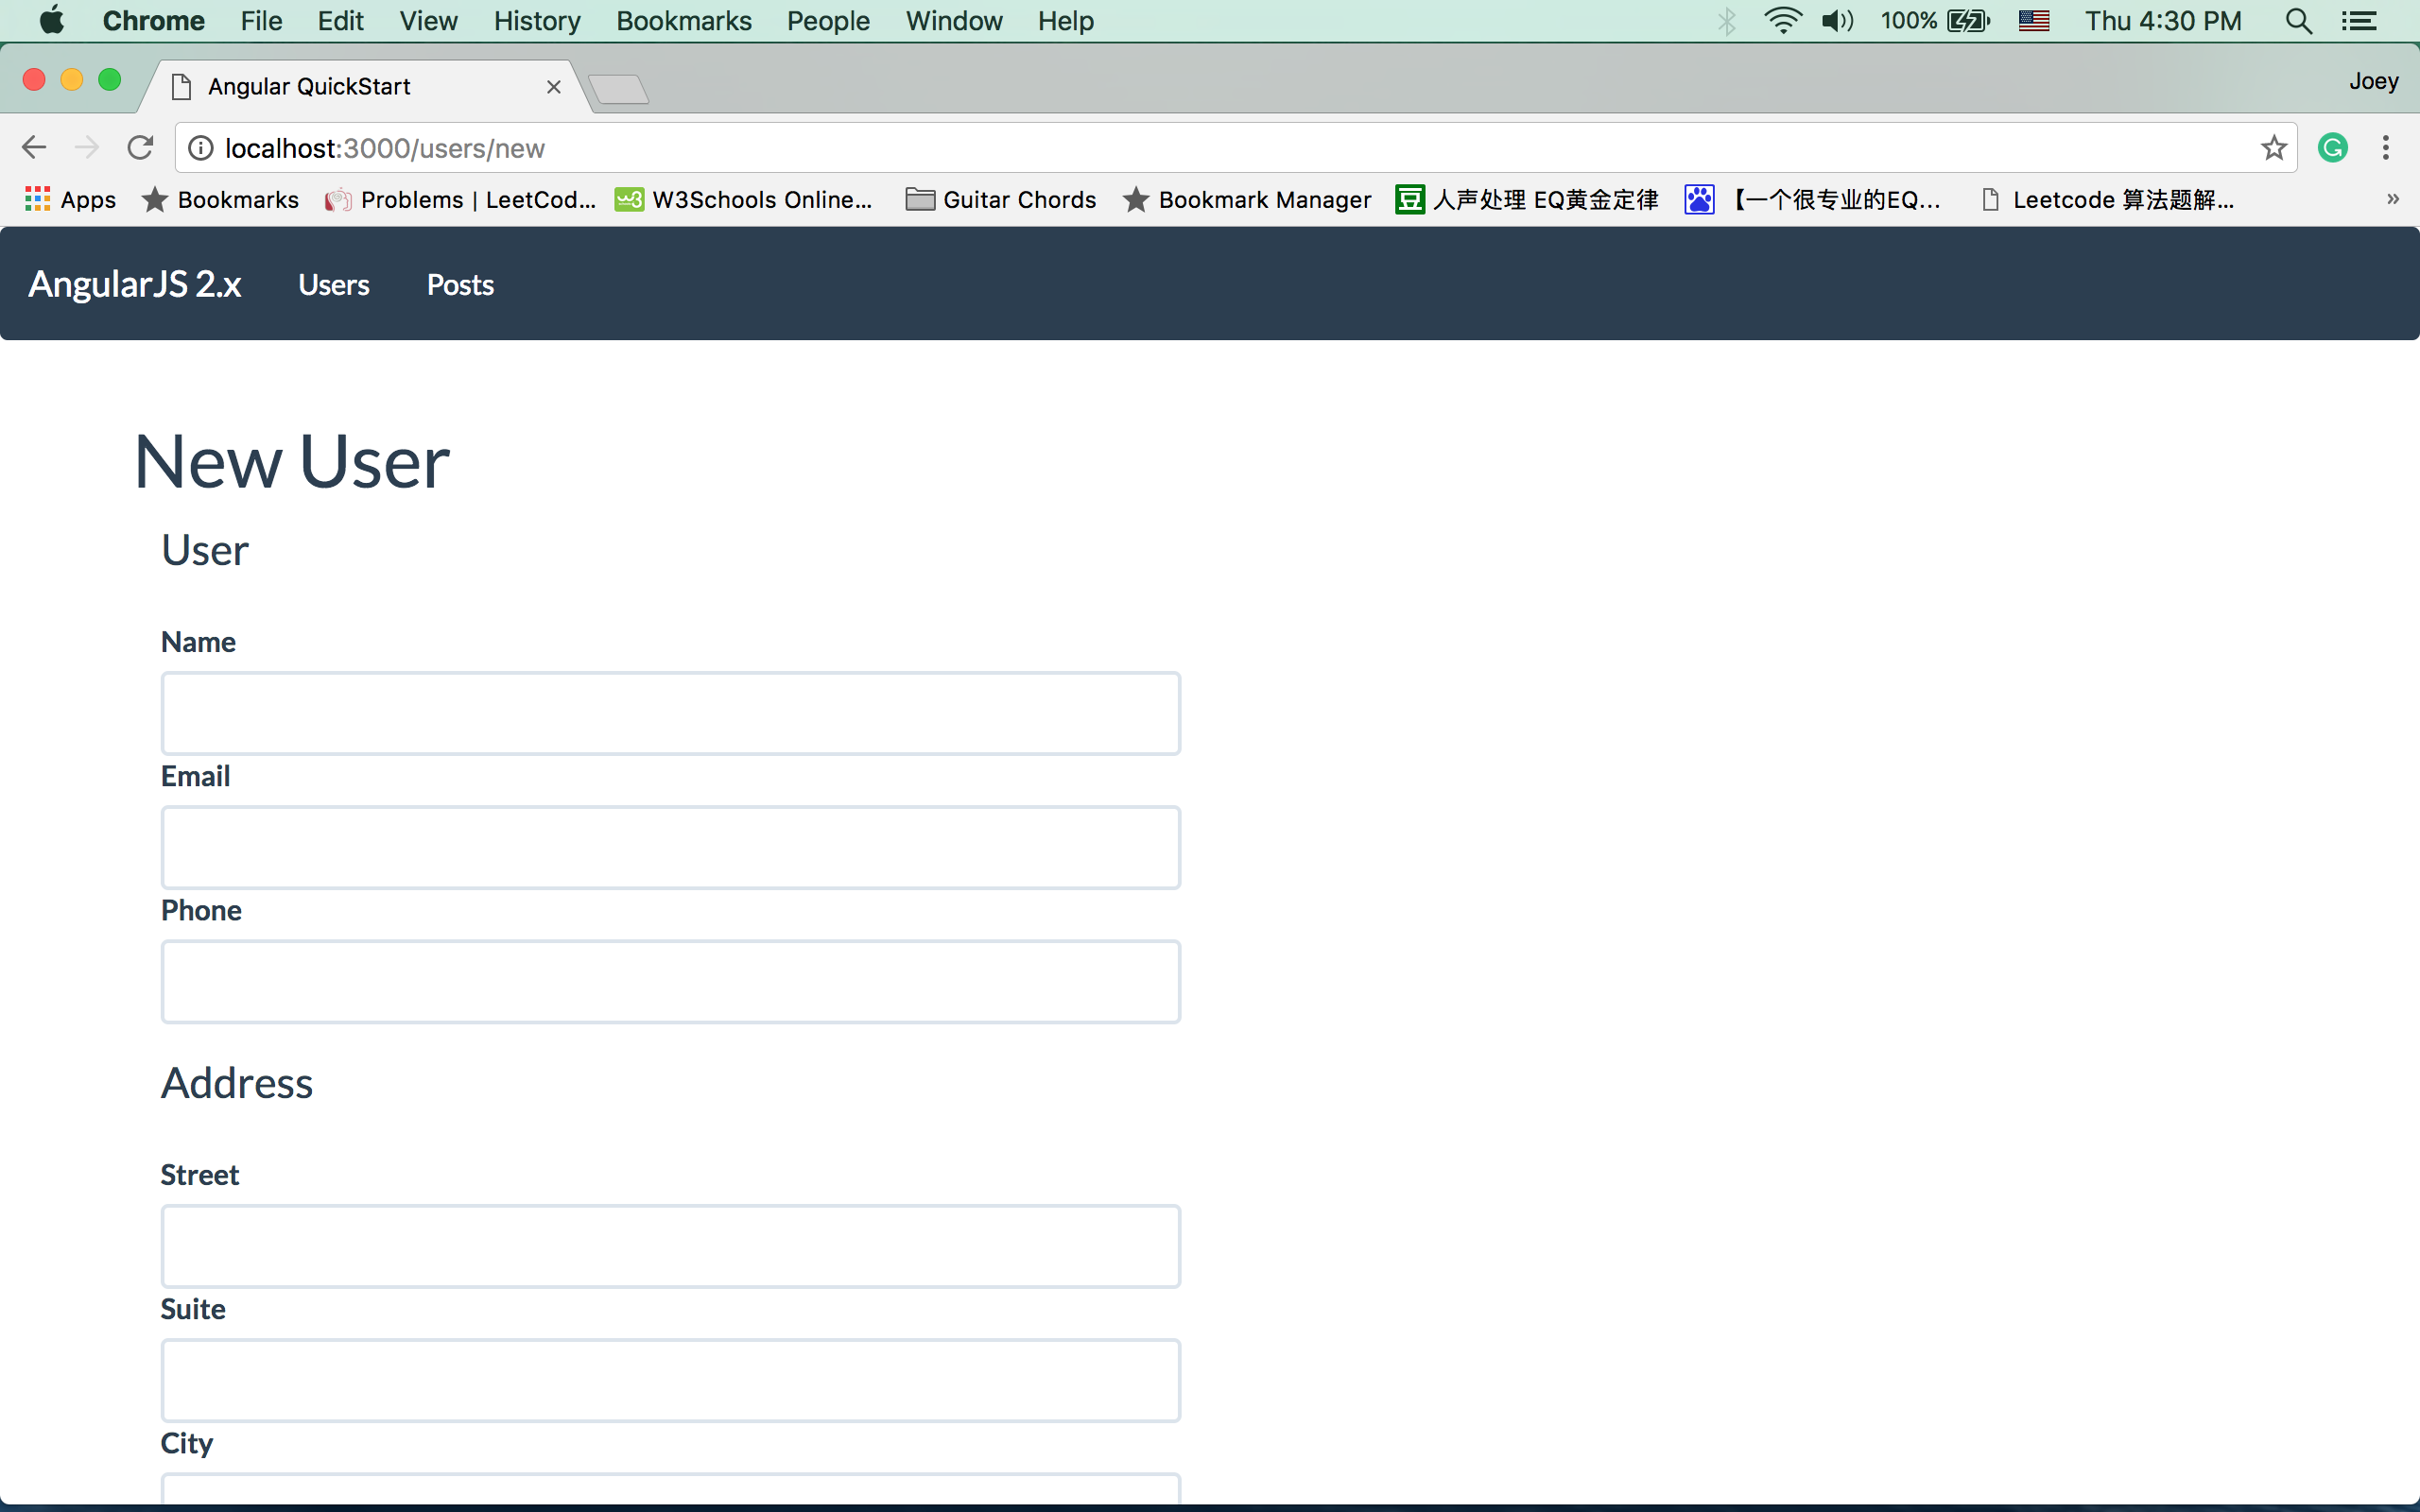 Chrome File Edit View History Bookmarks People Window Help 100% Thu 4:30 PM
Angular QuickStart Joey
localhost:3000/users/new
Apps Bookmarks Problems | LeetCod... W3Schools Online... Guitar Chords Bookmark Manager 人声处理 EQ黄金定律 【一个很专业的EQ... Leetcode 算法题解... »
AngularJS 2.x Users Posts
New User
User
Name
Email
Phone
Address
Street
Suite
City